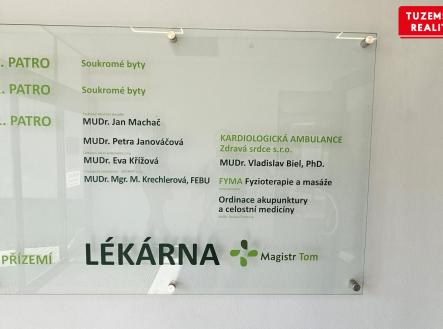 TUZEMS
REALIT
. PATRO Soukromé byty
. PATRO Soukromé byty
. PATRO
MUDr. Jan Machač
MUDr. Petra Janováčová
MUDr. Eva Křížová
MUDr. Mgr. M. Krechlerová, FEBU
KARDIOLOGICKÁ AMBULANCE
Zdravá srdce s.r.o.
MUDr. Vladislav Biel, PhD.
FYMA Fyzioterapie a masáže
Ordinace akupunktury
a celostní medicíny
PŘÍZEMÍ LÉKÁRNA Magistr Tom